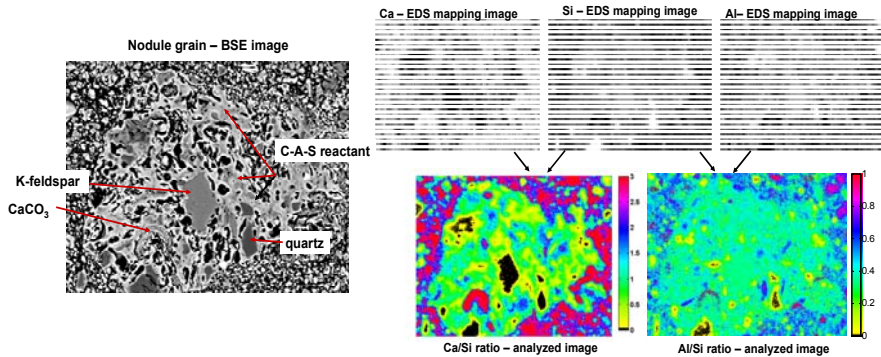 Ca – EDS mapping image
Si – EDS mapping image
Al– EDS mapping image
Nodule grain – BSE image
C-A-S reactant
K-feldspar
CaCO3
quartz
3
2.5
2
1.5
1
0.5
0
1
0.8
0.6
0.4
0.2
0
Ca/Si ratio – analyzed image
Al/Si ratio – analyzed image